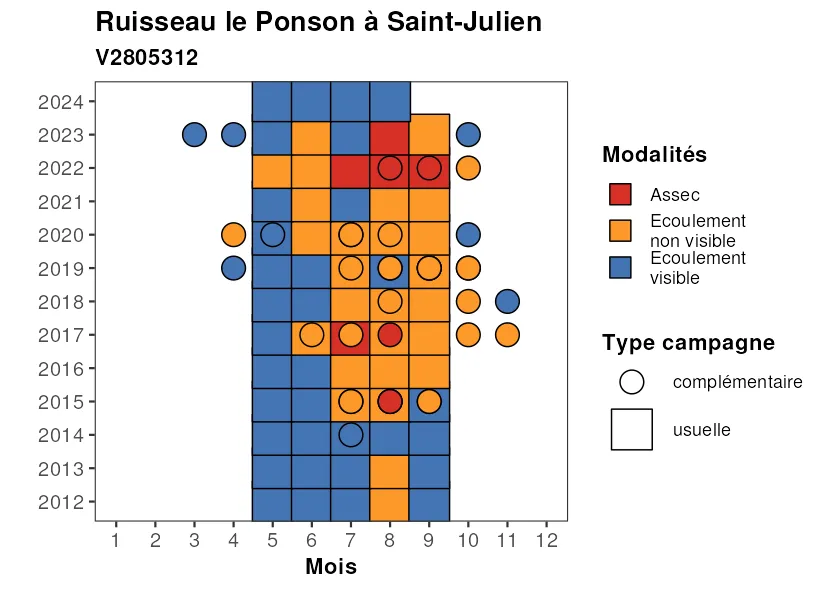 Ruisseau le Ponson à Saint-Julien
V2805312
2024
2023
2022
2021
2020
2019
2018
2017
2016
2015
2014
2013
2012
1 2 3 4 5 6 7 8 9 10 11 12
Mois
Modalités
Assec
Ecoulement
non visible
Ecoulement
visible
Type campagne
complémentaire
usuelle